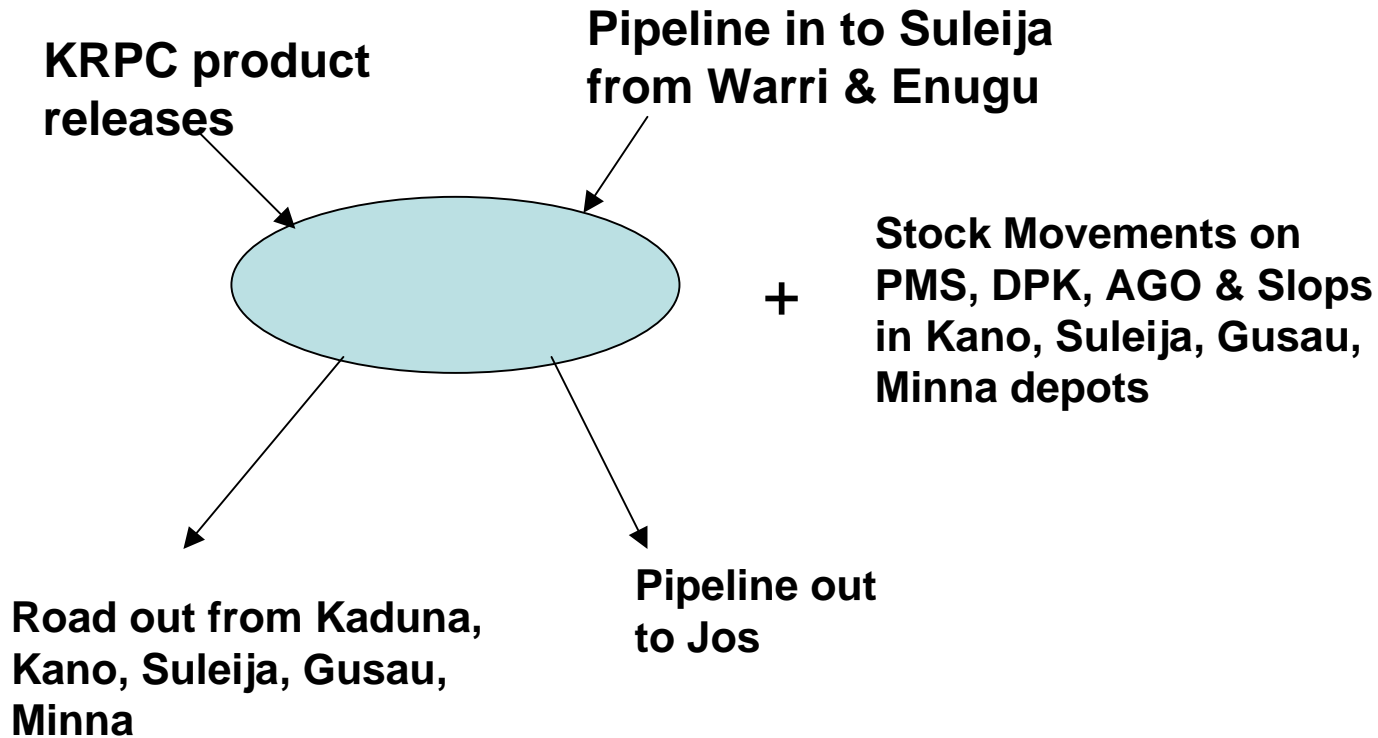 KRPC product
releases
Pipeline in to Suleija
from Warri & Enugu
+
Stock Movements on
PMS, DPK, AGO & Slops
in Kano, Suleija, Gusau,
Minna depots
Road out from Kaduna,
Kano, Suleija, Gusau,
Minna
Pipeline out
to Jos